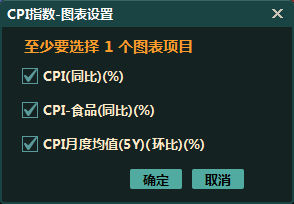 CPI指数-图表设置
至少要选择 1 个图表项目
CPI(同比)(%)
CPI-食品(同比)(%)
CPI月度均值(5Y)(环比)(%)
确定 取消